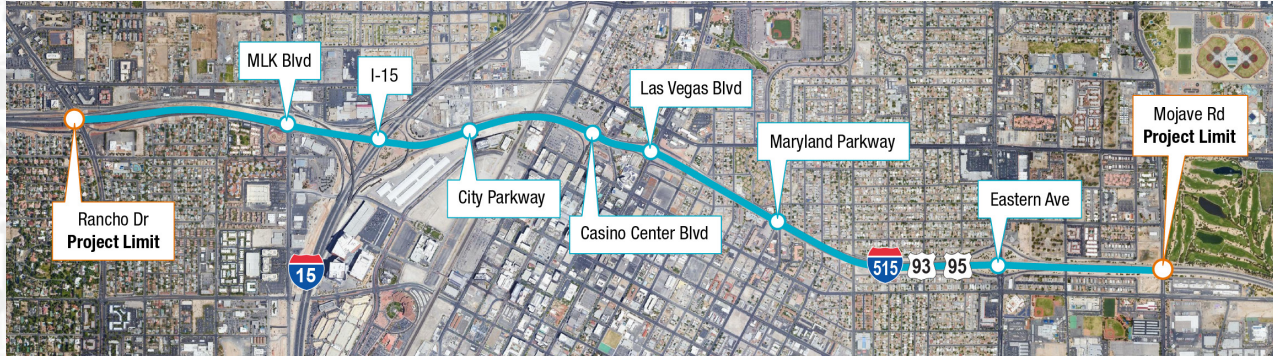 MLK Blvd
I-15
Las Vegas Blvd
Mojave Rd
Project Limit
Maryland Parkway
City Parkway
Eastern Ave
Rancho Dr
Project Limit
Casino Center Blvd
15
515
93
95